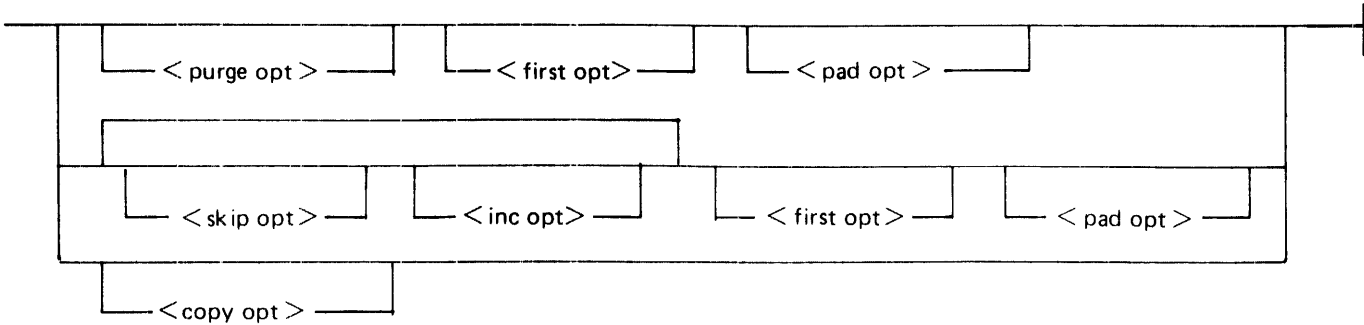 < purge opt > < first opt> < pad opt >
< skip opt > < inc opt> < first opt > < pad opt >
< copy opt >